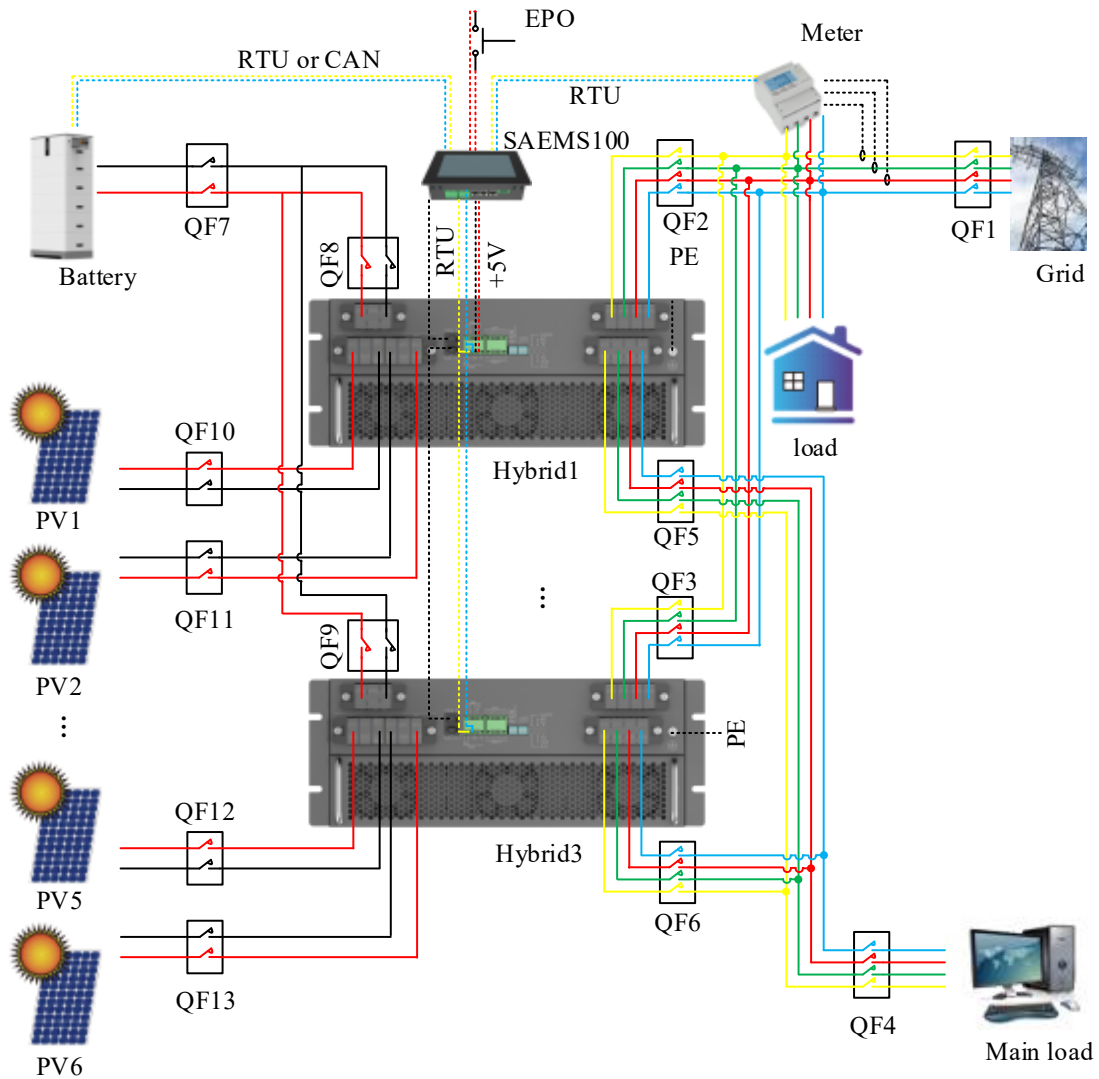 EPO
RTU or CAN
Meter
RTU
SAEMS100
QF7
QF2
PE
QF1
Battery
QF8
RTU
+5V
Grid
load
QF10
Hybrid1
PV1
QF5
QF11
QF3
PV2
QF9
...
...
PE
QF12
Hybrid3
PV5
QF6
QF13
QF4
PV6
Main load